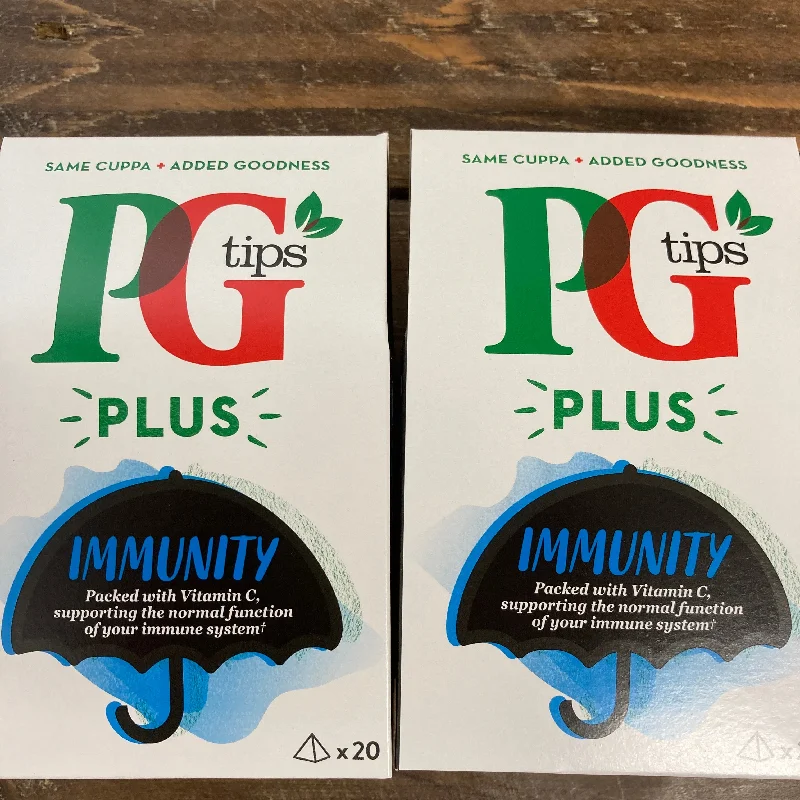 SAME CUPPA + ADDED GOODNESS
PG
tips
PLUS
IMMUNITY
Packed with Vitamin C,
supporting the normal function
of your immune system†
x20
SAME CUPPA + ADDED GOODNESS
PG
tips
PLUS
IMMUNITY
Packed with Vitamin C,
supporting the normal function
of your immune system†